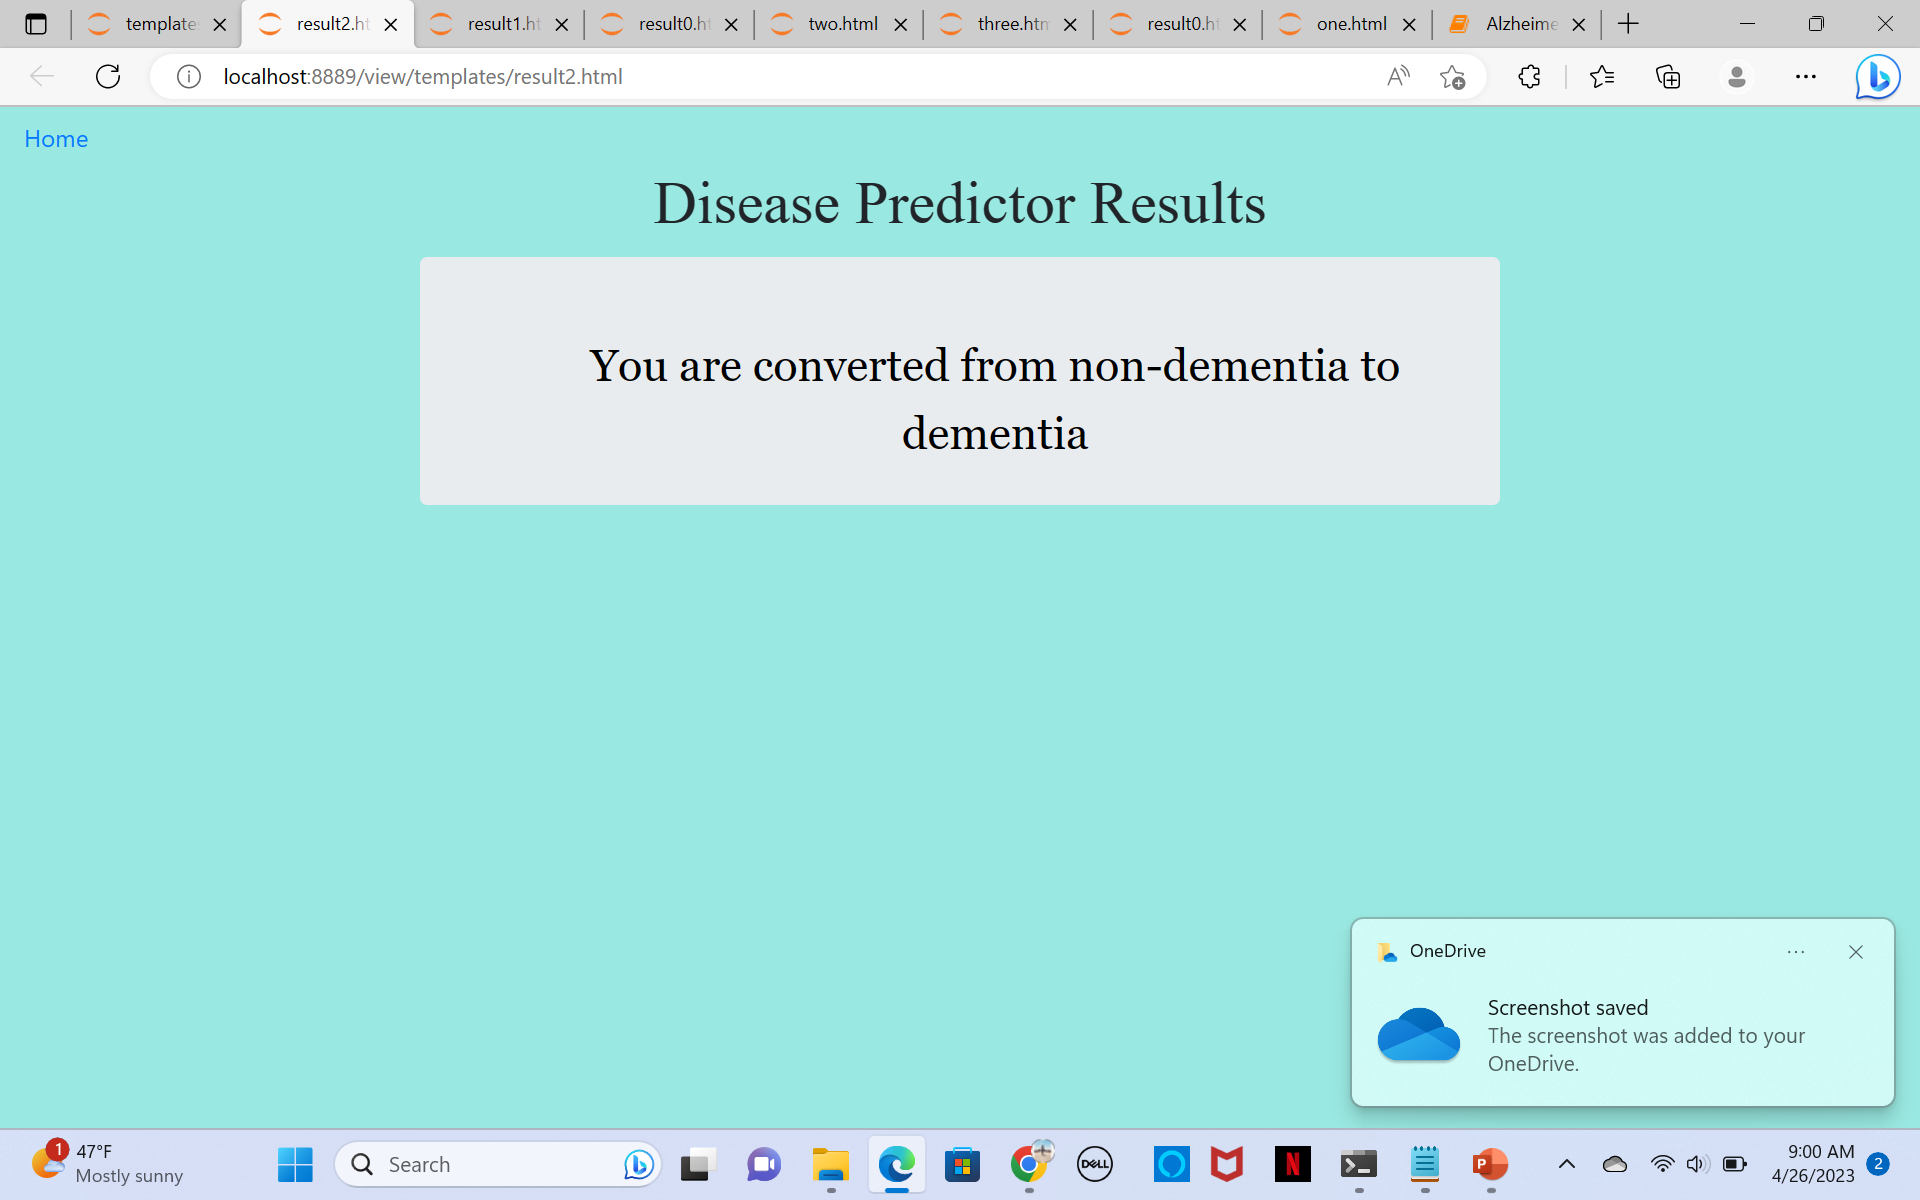 template
result2.ht
result1.ht
result0.ht
two.html
three.htm
result0.ht
one.html
Alzheime
localhost:8889/view/templates/result2.html
Home
Disease Predictor Results
You are converted from non-dementia to
dementia
OneDrive
Screenshot saved
The screenshot was added to your
OneDrive.
1
47°F
Mostly sunny
Search
DELL
N
P
9:00 AM
4/26/2023
2